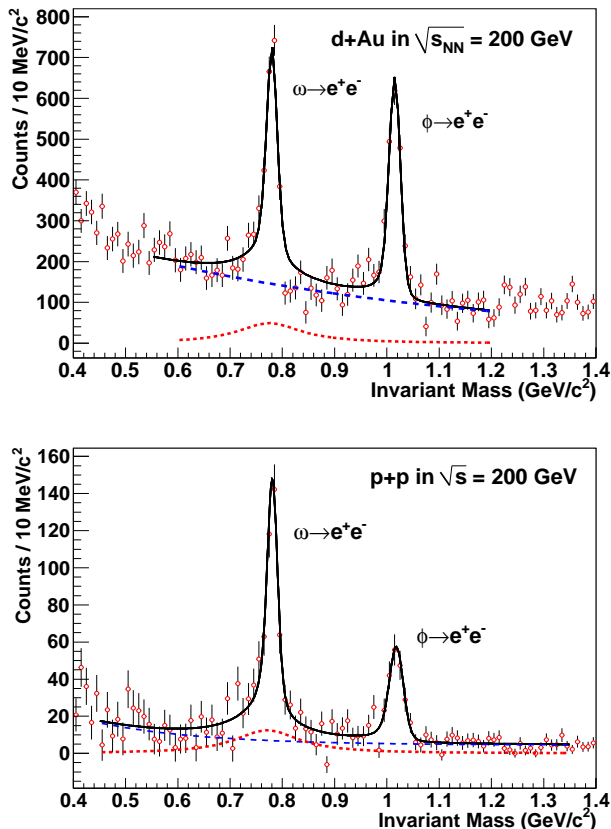 d+Au in √s_NN = 200 GeV
ω→e⁺e⁻
φ→e⁺e⁻
Counts / 10 MeV/c²
800
700
600
500
400
300
200
100
0
0.4 0.5 0.6 0.7 0.8 0.9 1 1.1 1.2 1.3 1.4
Invariant Mass (GeV/c²)
p+p in √s = 200 GeV
ω→e⁺e⁻
φ→e⁺e⁻
Counts / 10 MeV/c²
160
140
120
100
80
60
40
20
0
0.4 0.5 0.6 0.7 0.8 0.9 1 1.1 1.2 1.3 1.4
Invariant Mass (GeV/c²)